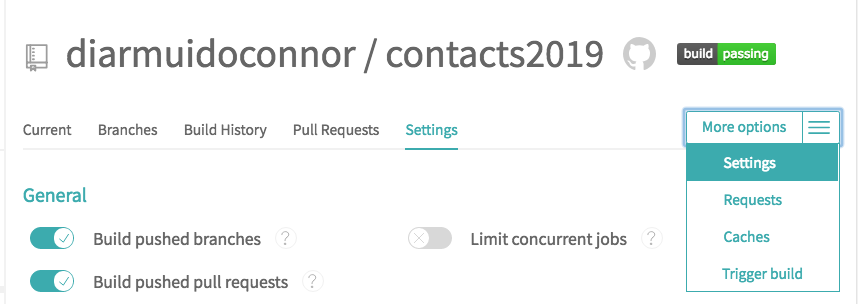 diarmuidoconnor / contacts2019
build passing
Current Branches Build History Pull Requests Settings
More options
Settings
Requests
Caches
Trigger build
General
Build pushed branches ?
Limit concurrent jobs ?
Build pushed pull requests ?